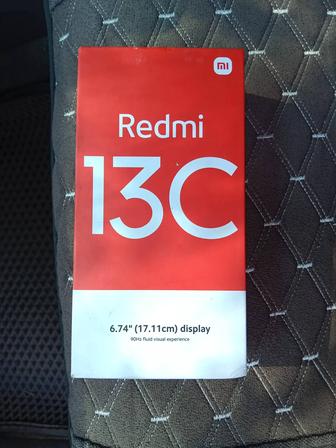 mi
Redmi
13C
6.74" (17.11cm) display
90Hz fluid visual experience